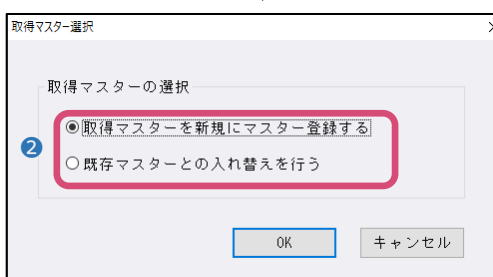 取得マスター選択
取得マスターの選択
取得マスターを新規にマスター登録する
❷
既存マスターとの入れ替えを行う
OK キャンセル